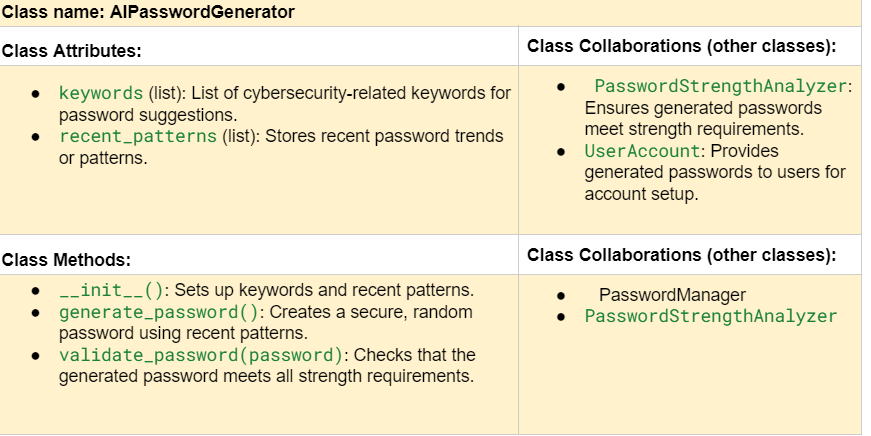 Class name: AIPasswordGenerator
Class Attributes:
Class Collaborations (other classes):
● keywords (list): List of cybersecurity-related keywords for
password suggestions.
● recent_patterns (list): Stores recent password trends
or patterns.
● PasswordStrengthAnalyzer:
Ensures generated passwords
meet strength requirements.
● UserAccount: Provides
generated passwords to users for
account setup.
Class Methods:
Class Collaborations (other classes):
● __init__(): Sets up keywords and recent patterns.
● generate_password(): Creates a secure, random
password using recent patterns.
● validate_password(password): Checks that the
generated password meets all strength requirements.
● PasswordManager
● PasswordStrengthAnalyzer